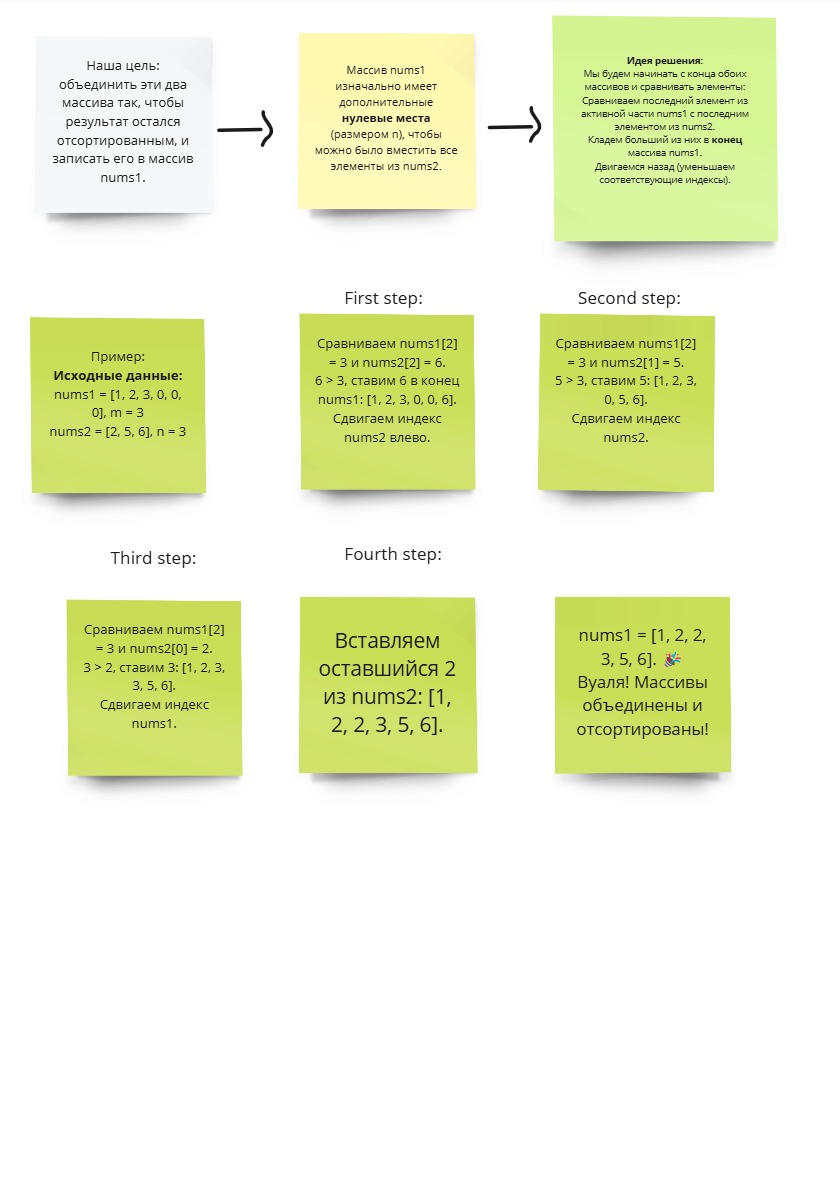 Наша цель:
объединить эти два
массива так, чтобы
результат остался
отсортированным, и
записать его в массив
nums1.
Массив nums1
изначально имеет
дополнительные
нулевые места
(размером n), чтобы
можно было вместить все
элементы из nums2.
Идея решения:
Мы будем начинать с конца обоих
массивов и сравнивать элементы:
Сравниваем последний элемент из
активной части nums1 с последним
элементом из nums2.
Кладем больший из них в конец
массива nums1.
Двигаемся назад (уменьшаем
соответствующие индексы).
Пример:
Исходные данные:
nums1 = [1, 2, 3, 0, 0,
0], m = 3
nums2 = [2, 5, 6], n = 3
First step:
Сравниваем nums1[2]
= 3 и nums2[2] = 6.
6 > 3, ставим 6 в конец
nums1: [1, 2, 3, 0, 0, 6].
Сдвигаем индекс
nums2 влево.
Second step:
Сравниваем nums1[2]
= 3 и nums2[1] = 5.
5 > 3, ставим 5: [1, 2, 3,
0, 5, 6].
Сдвигаем индекс
nums2.
Third step:
Сравниваем nums1[2]
= 3 и nums2[0] = 2.
3 > 2, ставим 3: [1, 2, 3,
3, 5, 6].
Сдвигаем индекс
nums1.
Fourth step:
Вставляем
оставшийся 2
из nums2: [1,
2, 2, 3, 5, 6].
nums1 = [1, 2, 2,
3, 5, 6]. 🎉
Вуаля! Массивы
объединены и
отсортированы!